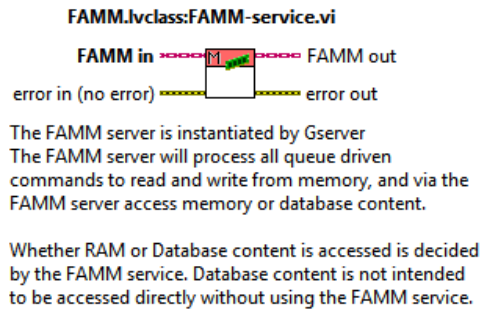 FAMM.lvclass:FAMM-service.vi
FAMM in
FAMM out
M
error in (no error)
error out
The FAMM server is instantiated by Gserver
The FAMM server will process all queue driven
commands to read and write from memory, and via the
FAMM server access memory or database content.
Whether RAM or Database content is accessed is decided
by the FAMM service. Database content is not intended
to be accessed directly without using the FAMM service.